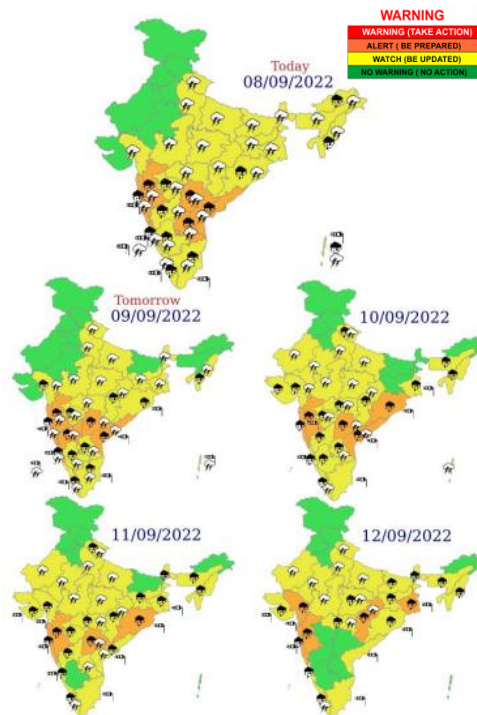 WARNING
WARNING (TAKE ACTION)
ALERT ( BE PREPARED)
WATCH (BE UPDATED)
NO WARNING ( NO ACTION)
Today
08/09/2022
Tomorrow
09/09/2022
10/09/2022
11/09/2022
12/09/2022